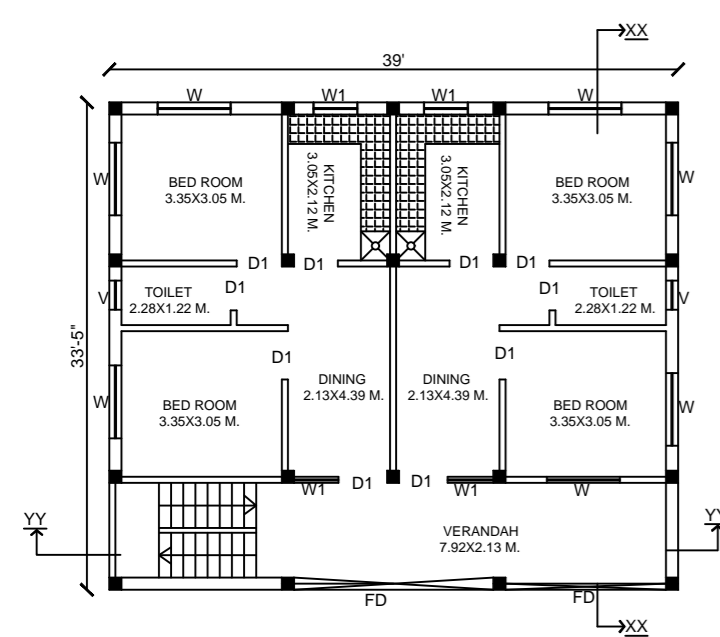 XX
39'
W
W1
W1
W
W
BED ROOM
3.35X3.05 M.
KITCHEN
3.05X2.12 M.
KITCHEN
3.05X2.12 M.
BED ROOM
3.35X3.05 M.
W
D1
D1
D1
D1
V
TOILET
2.28X1.22 M.
D1
D1
TOILET
2.28X1.22 M.
V
33'-5"
D1
D1
W
BED ROOM
3.35X3.05 M.
DINING
2.13X4.39 M.
DINING
2.13X4.39 M.
BED ROOM
3.35X3.05 M.
W
W1
D1
D1
W1
W
YY
VERANDAH
7.92X2.13 M.
YY
FD
FD
XX